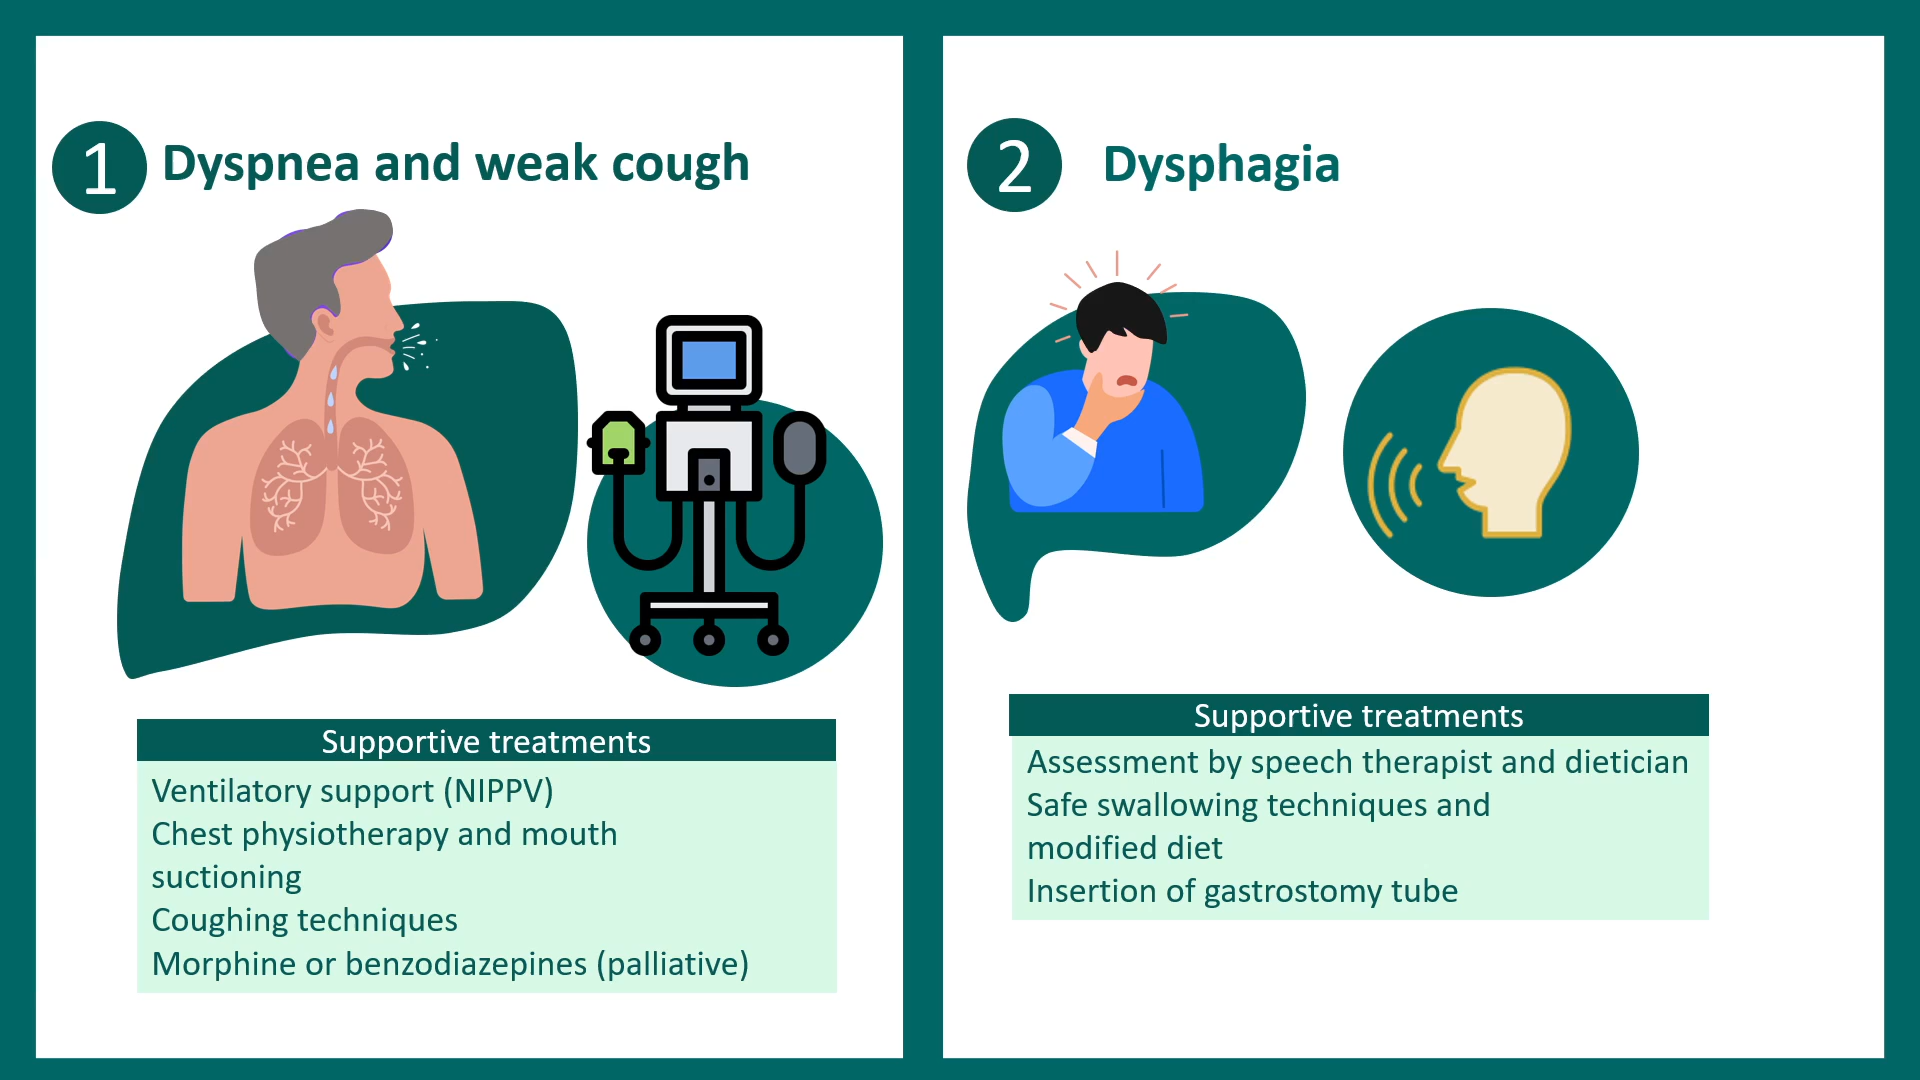 1 Dyspnea and weak cough
Supportive treatments
Ventilatory support (NIPPV)
Chest physiotherapy and mouth
suctioning
Coughing techniques
Morphine or benzodiazepines (palliative)
2 Dysphagia
Supportive treatments
Assessment by speech therapist and dietician
Safe swallowing techniques and
modified diet
Insertion of gastrostomy tube